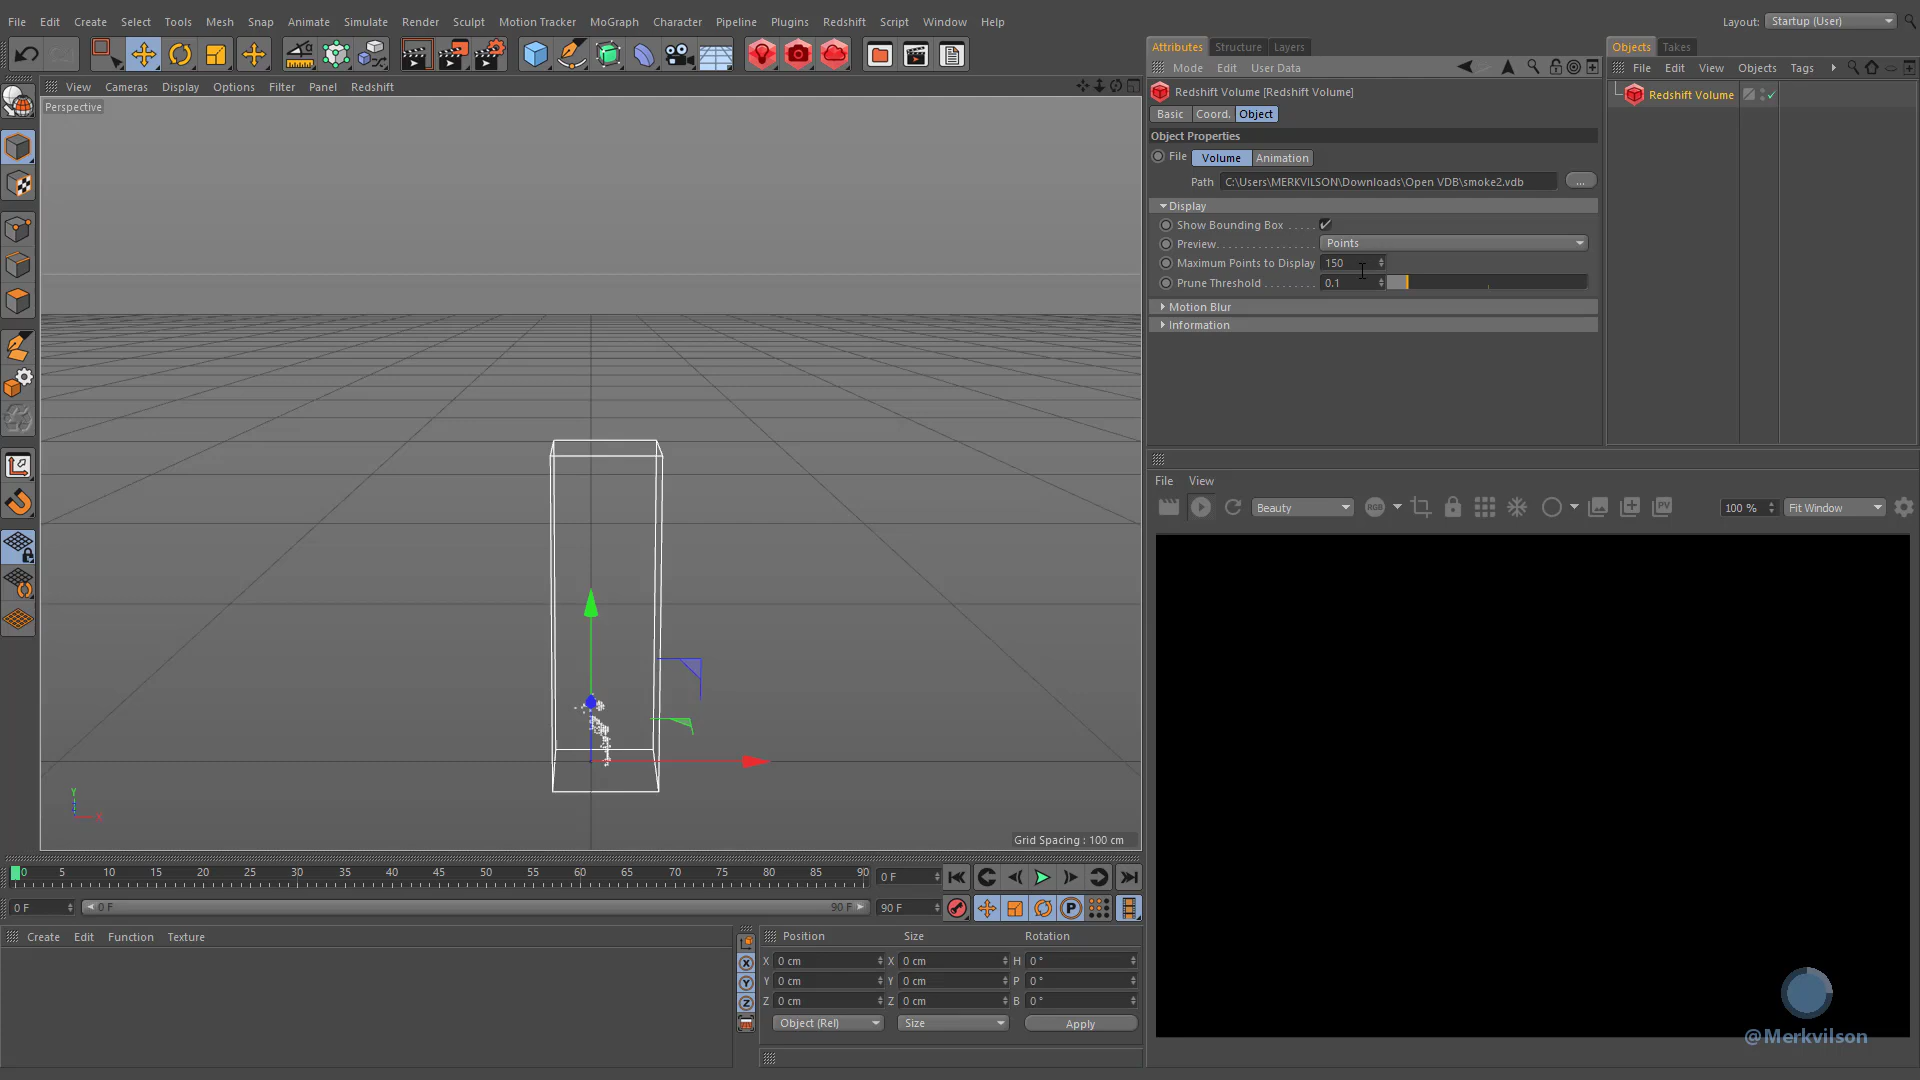 File Edit Create Select Tools Mesh Snap Animate Simulate Render Sculpt Motion Tracker MoGraph Character Pipeline Plugins Redshift Script Window Help Layout: Startup (User)
View Cameras Display Options Filter Panel Redshift
Perspective
Attributes Structure Layers
Mode Edit User Data
Redshift Volume [Redshift Volume]
Basic Coord. Object
Object Properties
File Volume Animation
Path C:\Users\MERKVILSON\Downloads\Open VDB\smoke2.vdb ...
Display
Show Bounding Box
Preview Points
Maximum Points to Display 150
Prune Threshold 0.1
Motion Blur
Information
Objects Takes
File Edit View Objects Tags
Redshift Volume
File View
Beauty RGB PV 100 % Fit Window
Y
X
Grid Spacing : 100 cm
0 5 10 15 20 25 30 35 40 45 50 55 60 65 70 75 80 85 90 0 F
0 F 0 F 90 F 90 F P
Create Edit Function Texture
Position Size Rotation
X X 0 cm X 0 cm H 0 °
Y Y 0 cm Y 0 cm P 0 °
Z Z 0 cm Z 0 cm B 0 °
Object (Rel) Size Apply
@Merkvilson